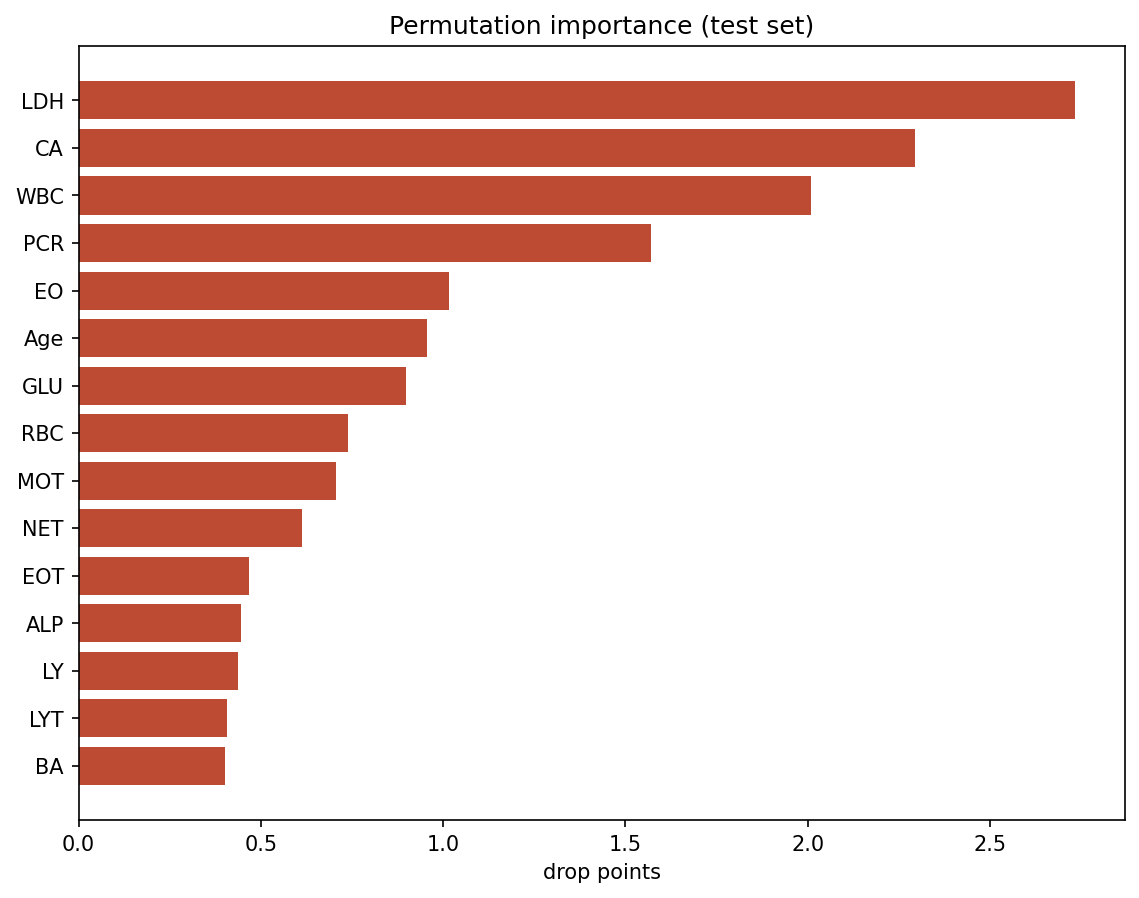 Permutation importance (test set)
LDH
CA
WBC
PCR
EO
Age
GLU
RBC
MOT
NET
EOT
ALP
LY
LYT
BA
0.0 0.5 1.0 1.5 2.0 2.5
drop points